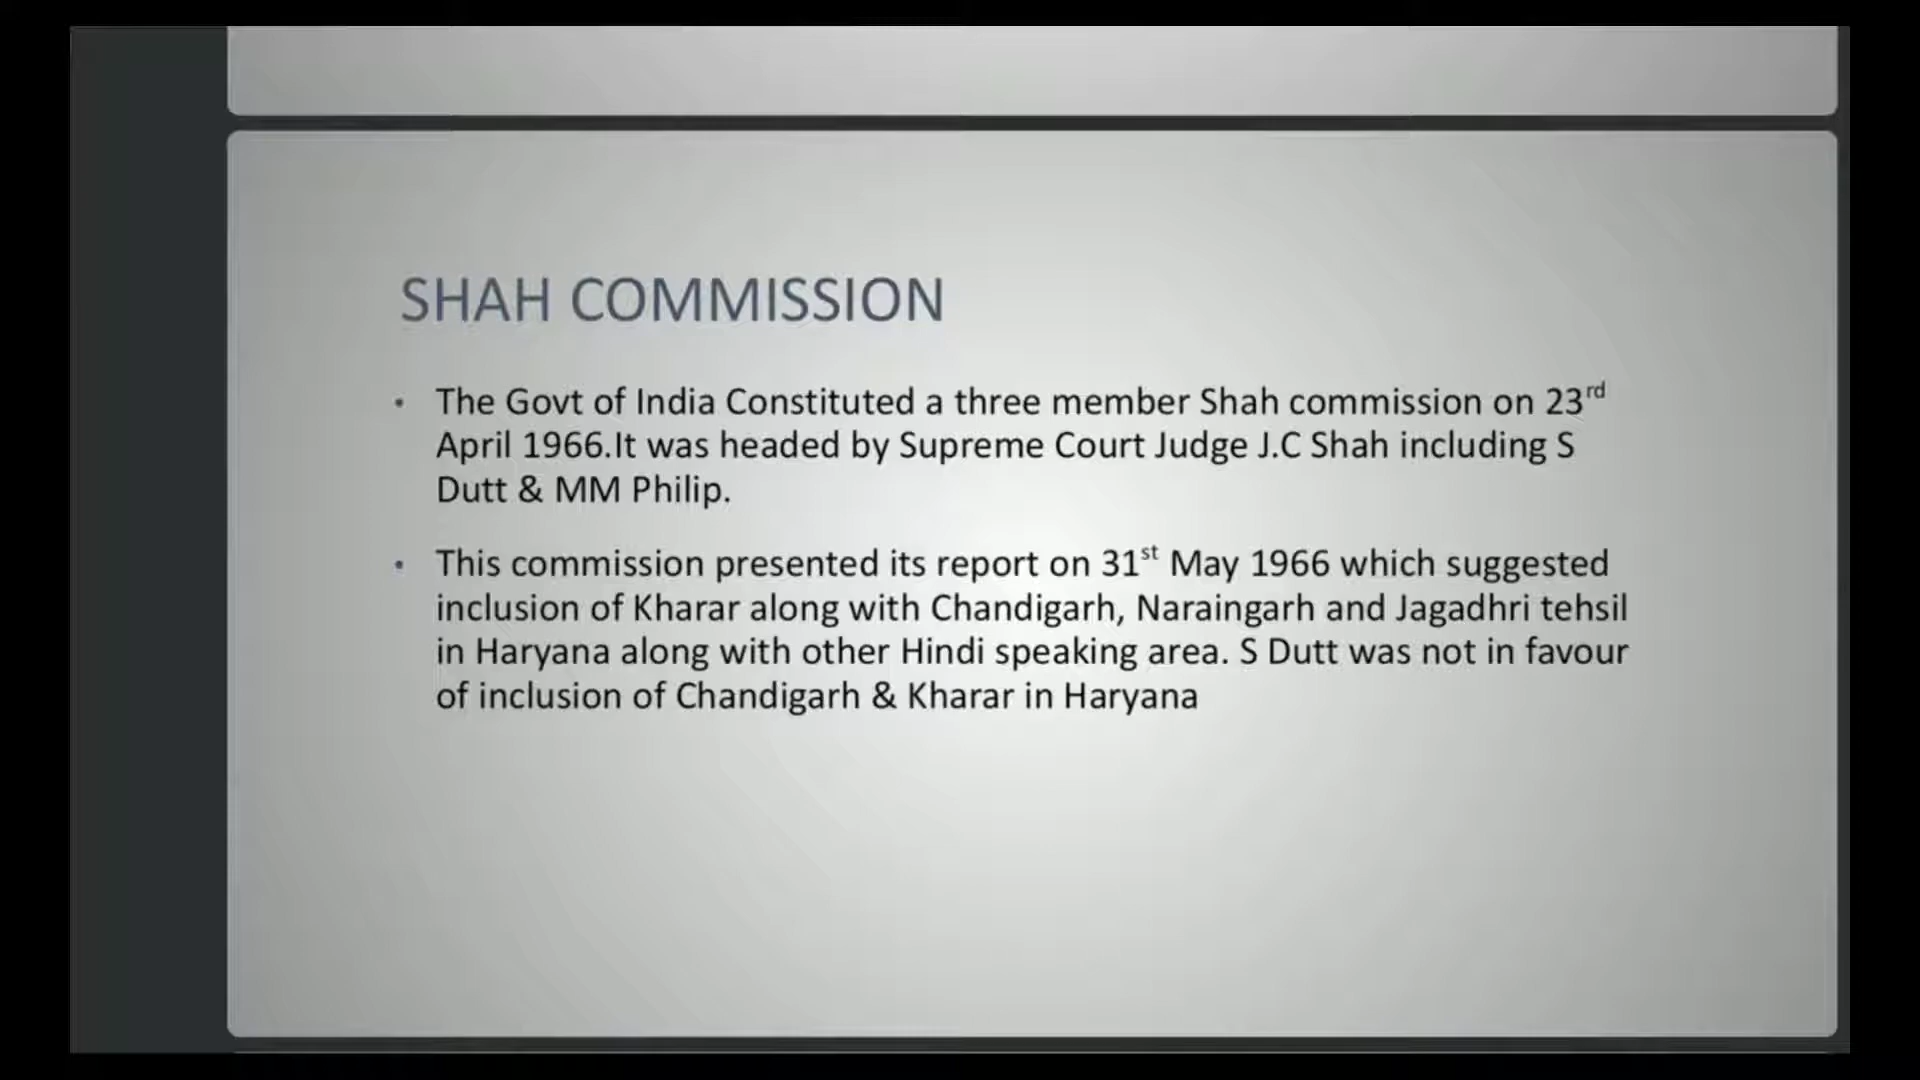 SHAH COMMISSION
• The Govt of India Constituted a three member Shah commission on 23rd
April 1966.It was headed by Supreme Court Judge J.C Shah including S
Dutt & MM Philip.
• This commission presented its report on 31st May 1966 which suggested
inclusion of Kharar along with Chandigarh, Naraingarh and Jagadhri tehsil
in Haryana along with other Hindi speaking area. S Dutt was not in favour
of inclusion of Chandigarh & Kharar in Haryana